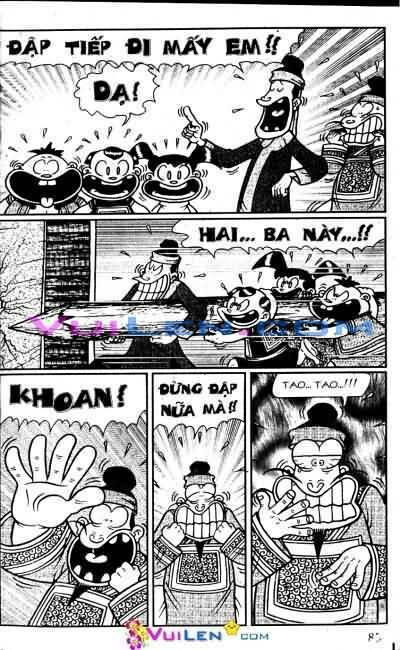 ĐẬP TIẾP ĐI MẤY EM!!
DẠ!
HAI... BA NÀY...!!
VUILEN.COM
KHOAN!
ĐỪNG ĐẬP
NỮA MÀ!!
TAO... TAO...!!!
VUILEN.COM